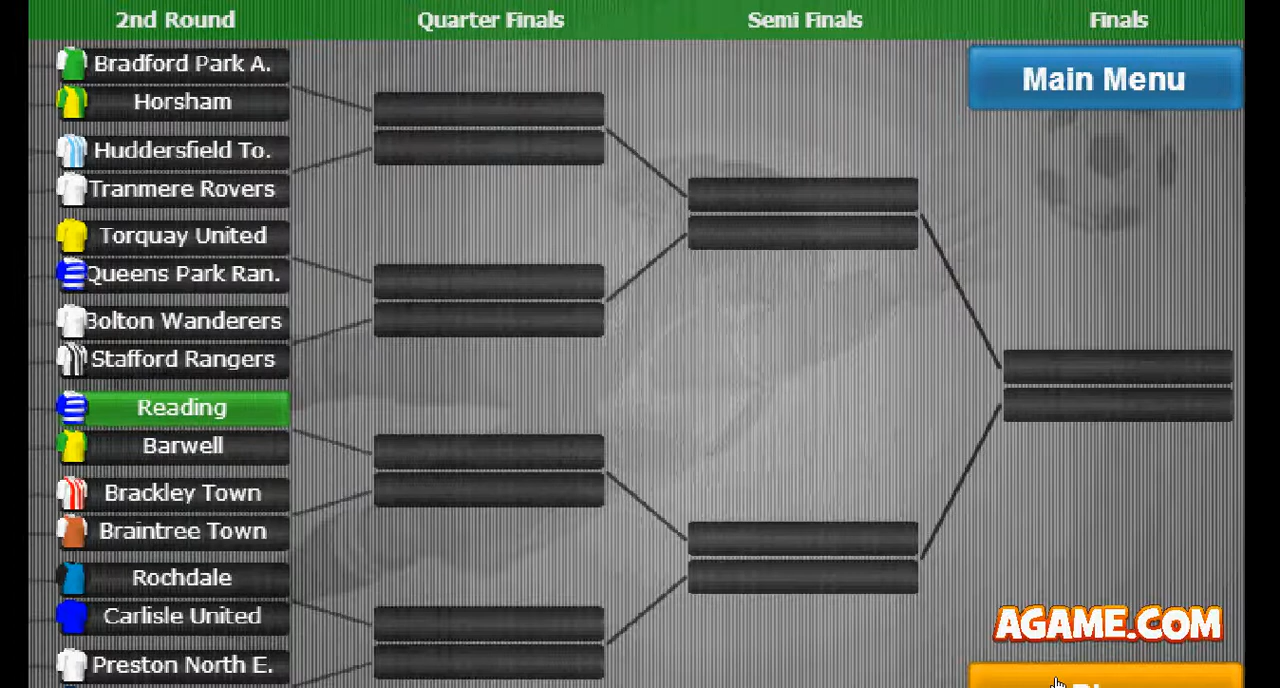 2nd Round
Quarter Finals
Semi Finals
Finals
Bradford Park A.
Horsham
Huddersfield To.
Tranmere Rovers
Torquay United
Queens Park Ran.
Bolton Wanderers
Stafford Rangers
Reading
Barwell
Brackley Town
Braintree Town
Rochdale
Carlisle United
Preston North E.
Main Menu
AGAME.COM